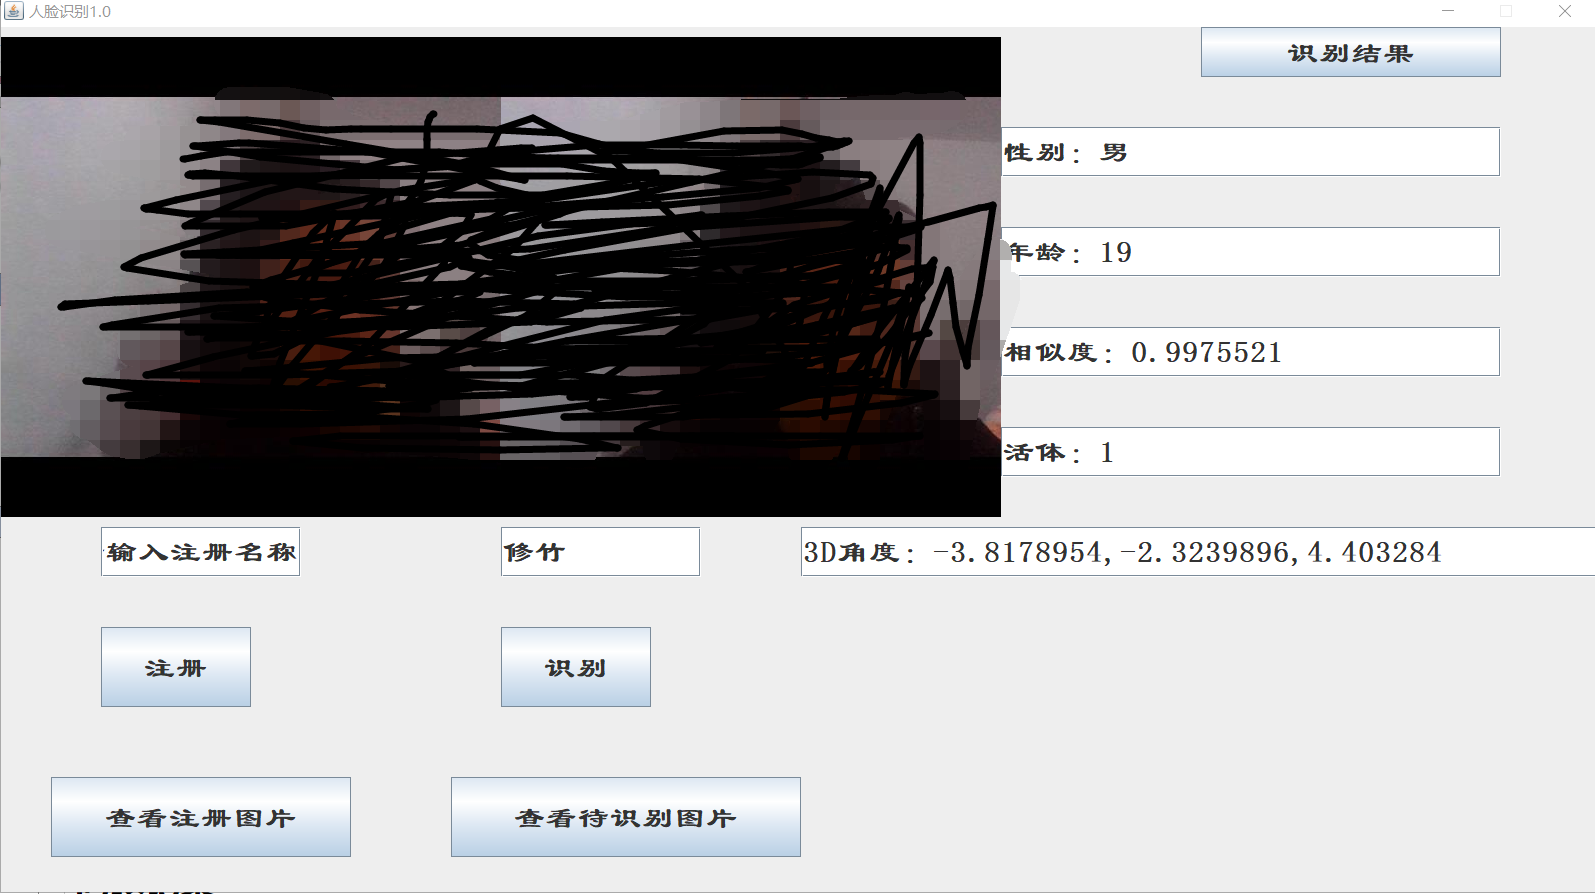 人脸识别1.0
识别结果
性别：男
年龄：19
相似度：0.9975521
活体：1
输入注册名称
修竹
3D角度：-3.8178954,-2.3239896,4.403284
注册
识别
查看注册图片
查看待识别图片